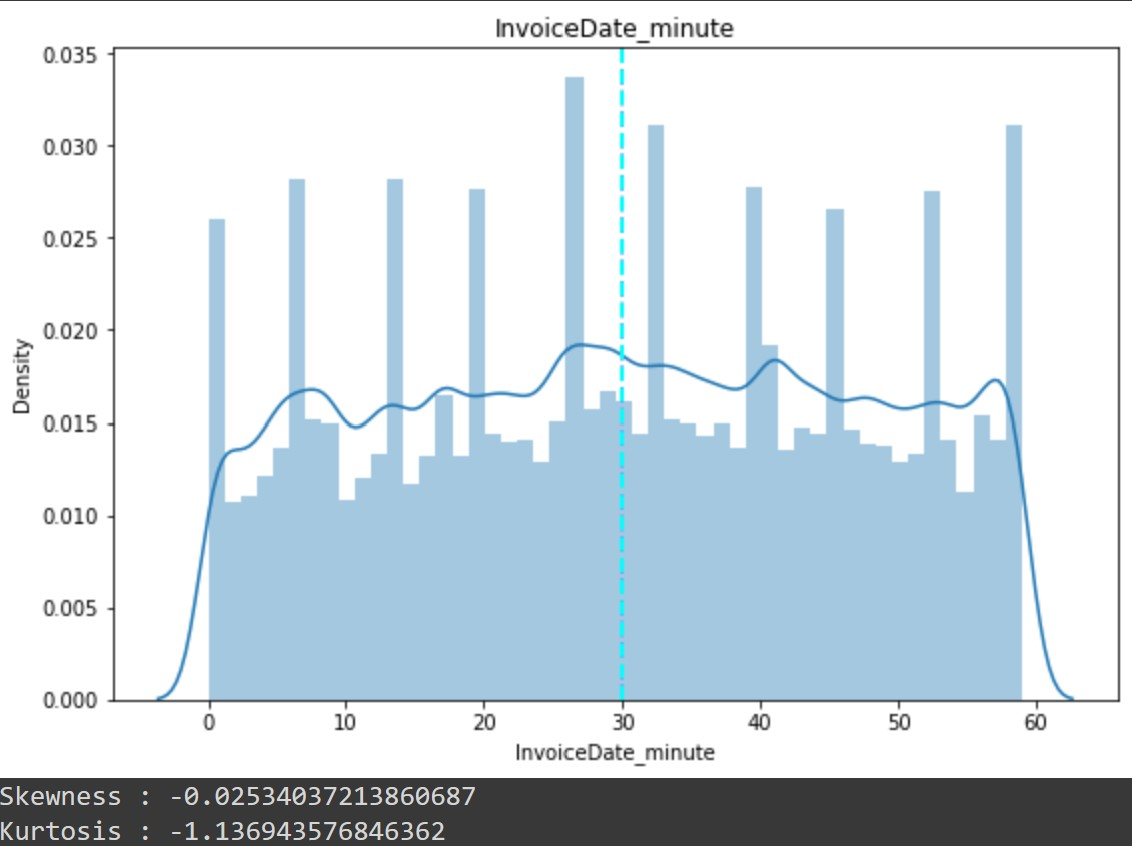 InvoiceDate_minute
0.035
0.030
0.025
0.020
0.015
0.010
0.005
0.000
Density
0 10 20 30 40 50 60
InvoiceDate_minute
Skewness : -0.02534037213860687
Kurtosis : -1.136943576846362